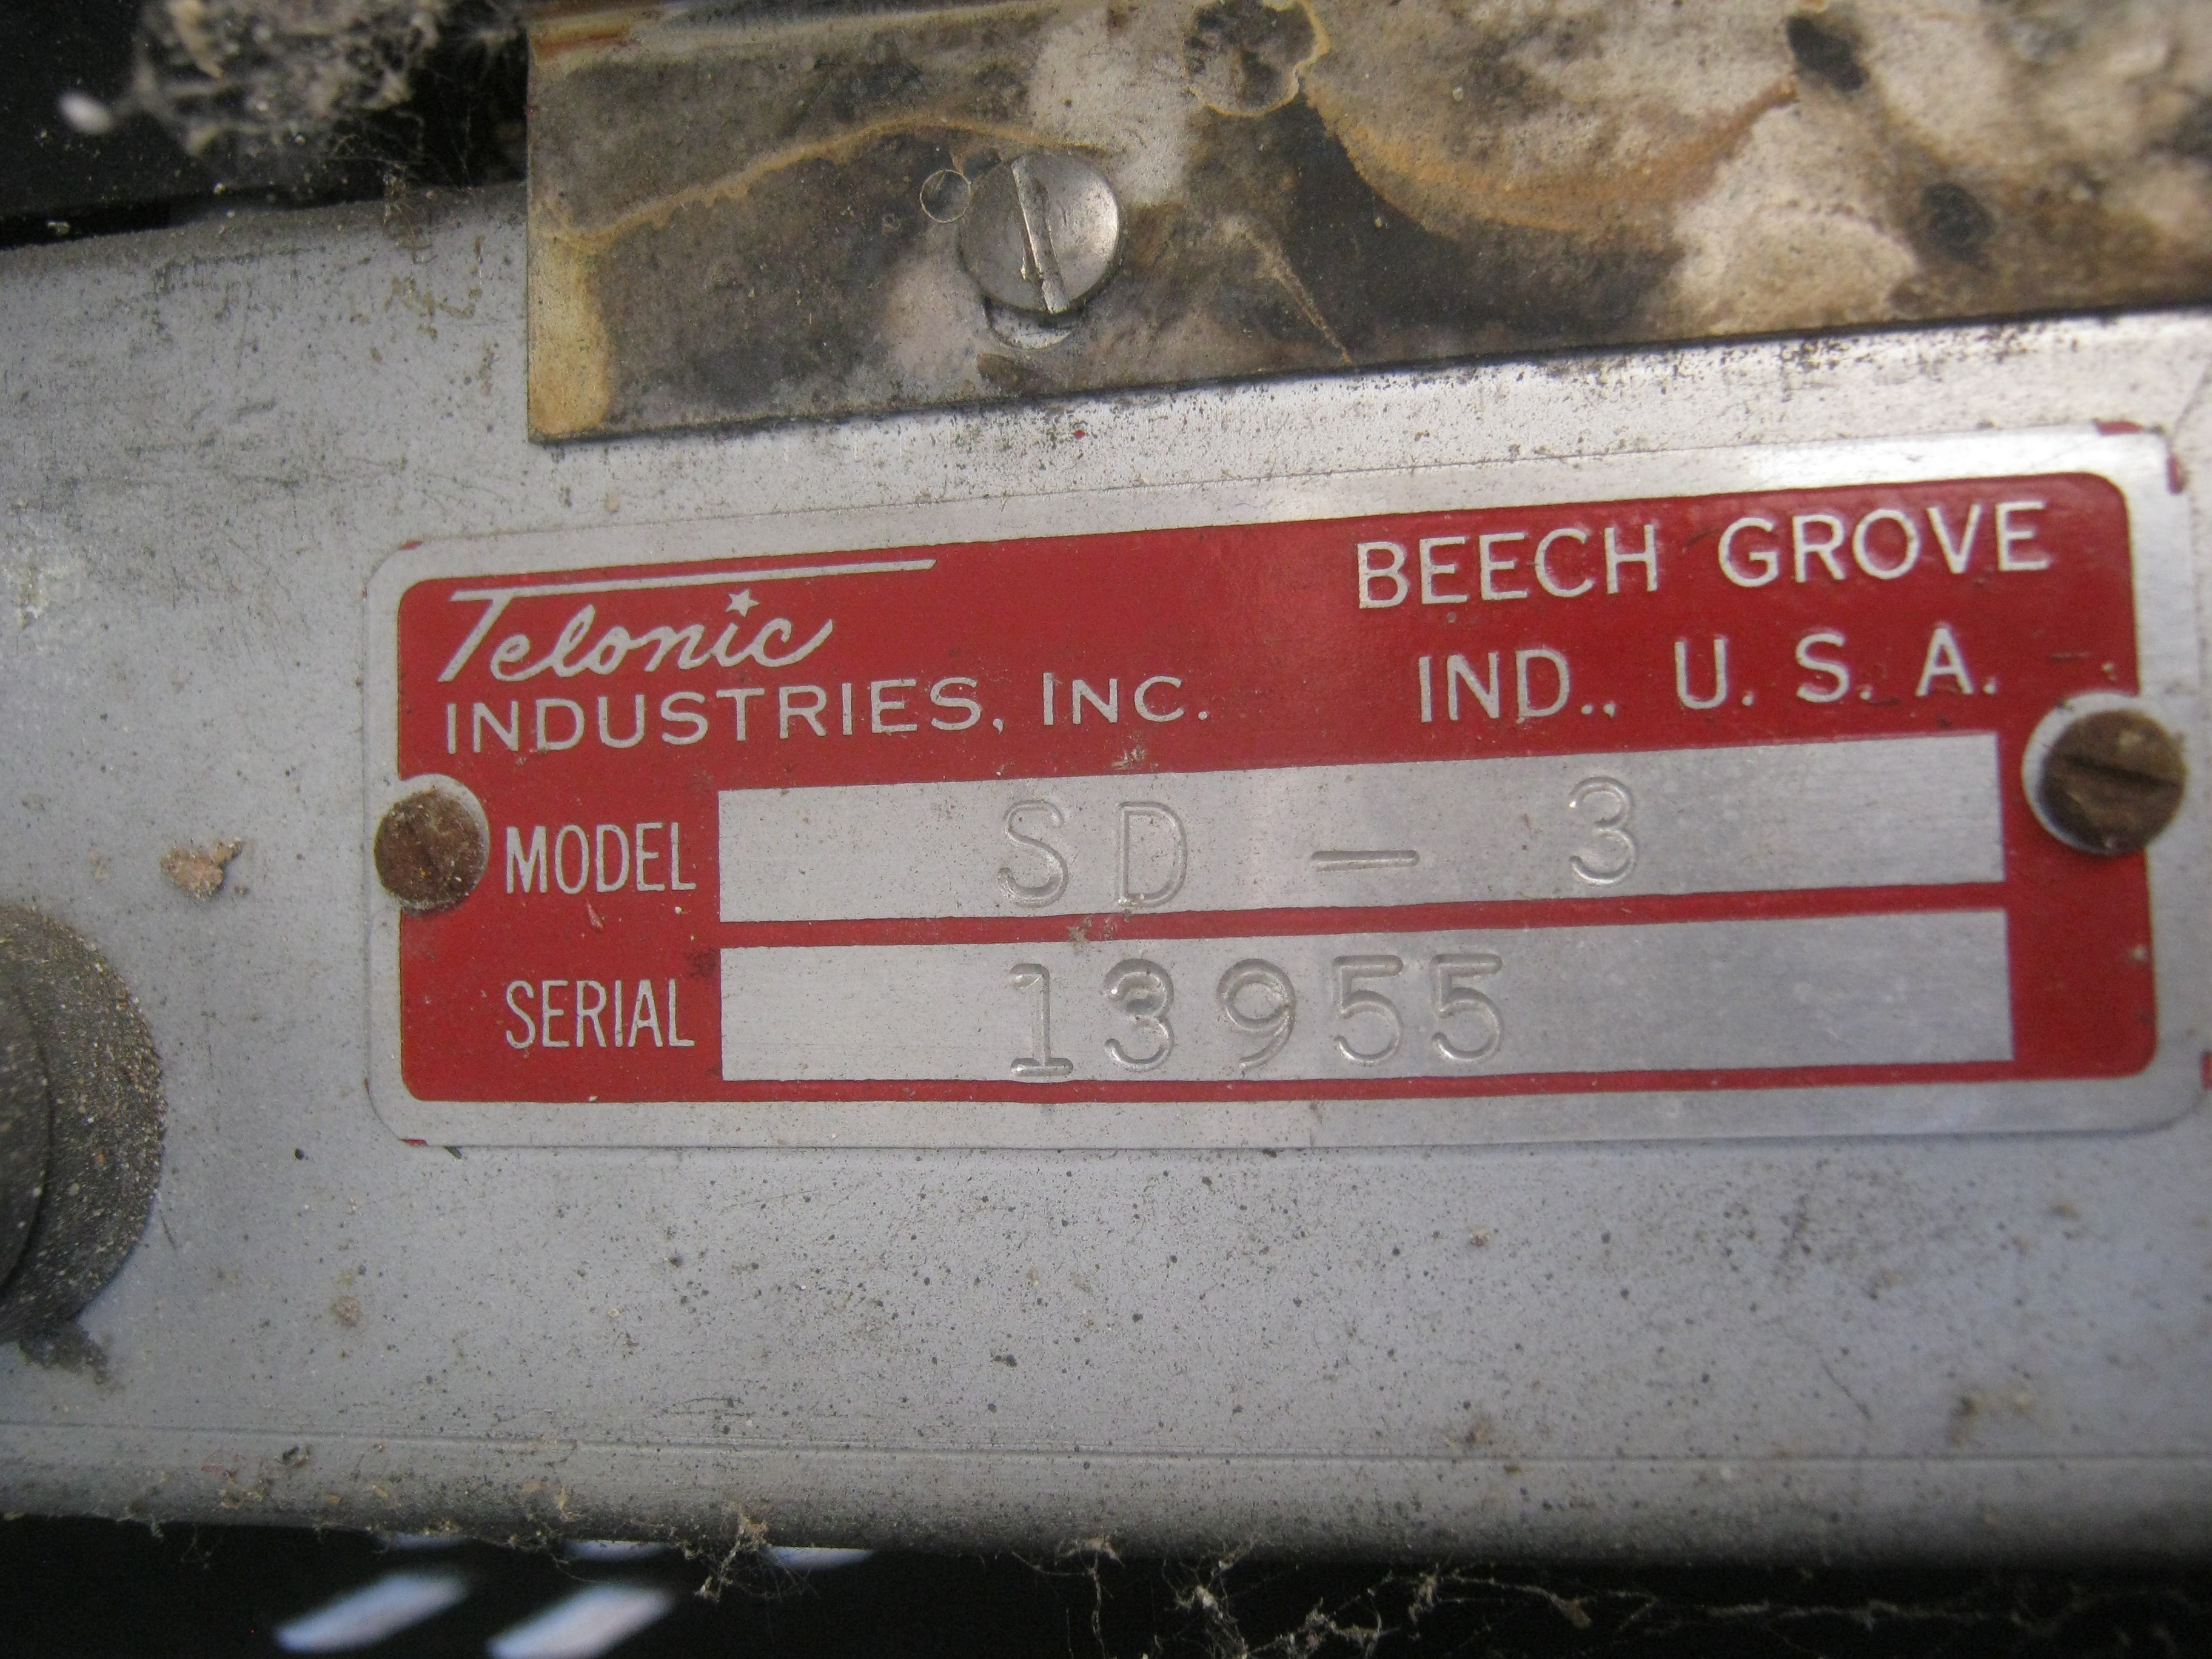 Telonic
INDUSTRIES, INC.
BEECH GROVE
IND., U. S. A.
MODEL SD - 3
SERIAL 13955